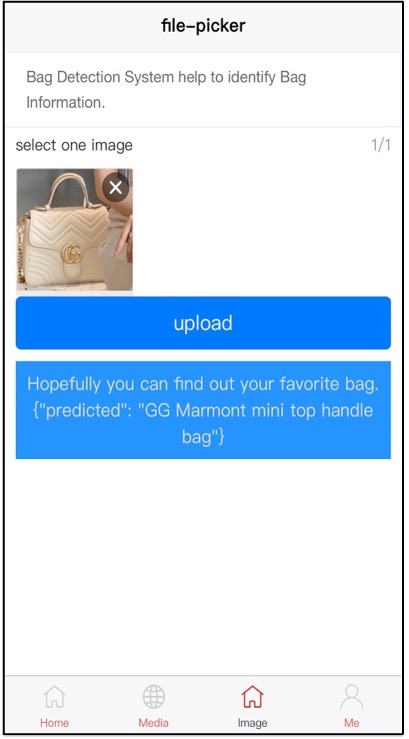 file-picker
Bag Detection System help to identify Bag
Information.
select one image 1/1
upload
Hopefully you can find out your favorite bag.
{"predicted": "GG Marmont mini top handle
bag"}
Home Media Image Me